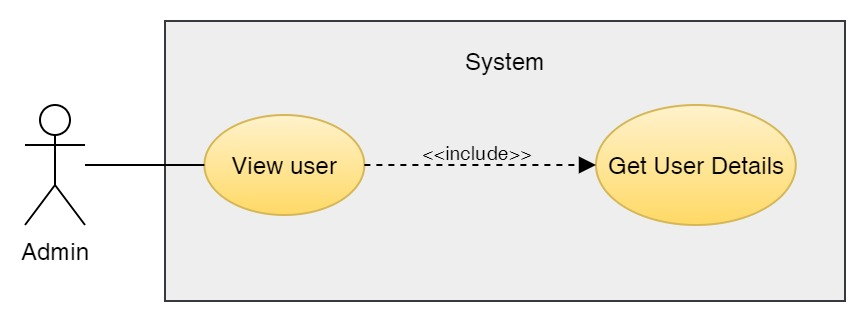 System
<<include>>
View user
Get User Details
Admin